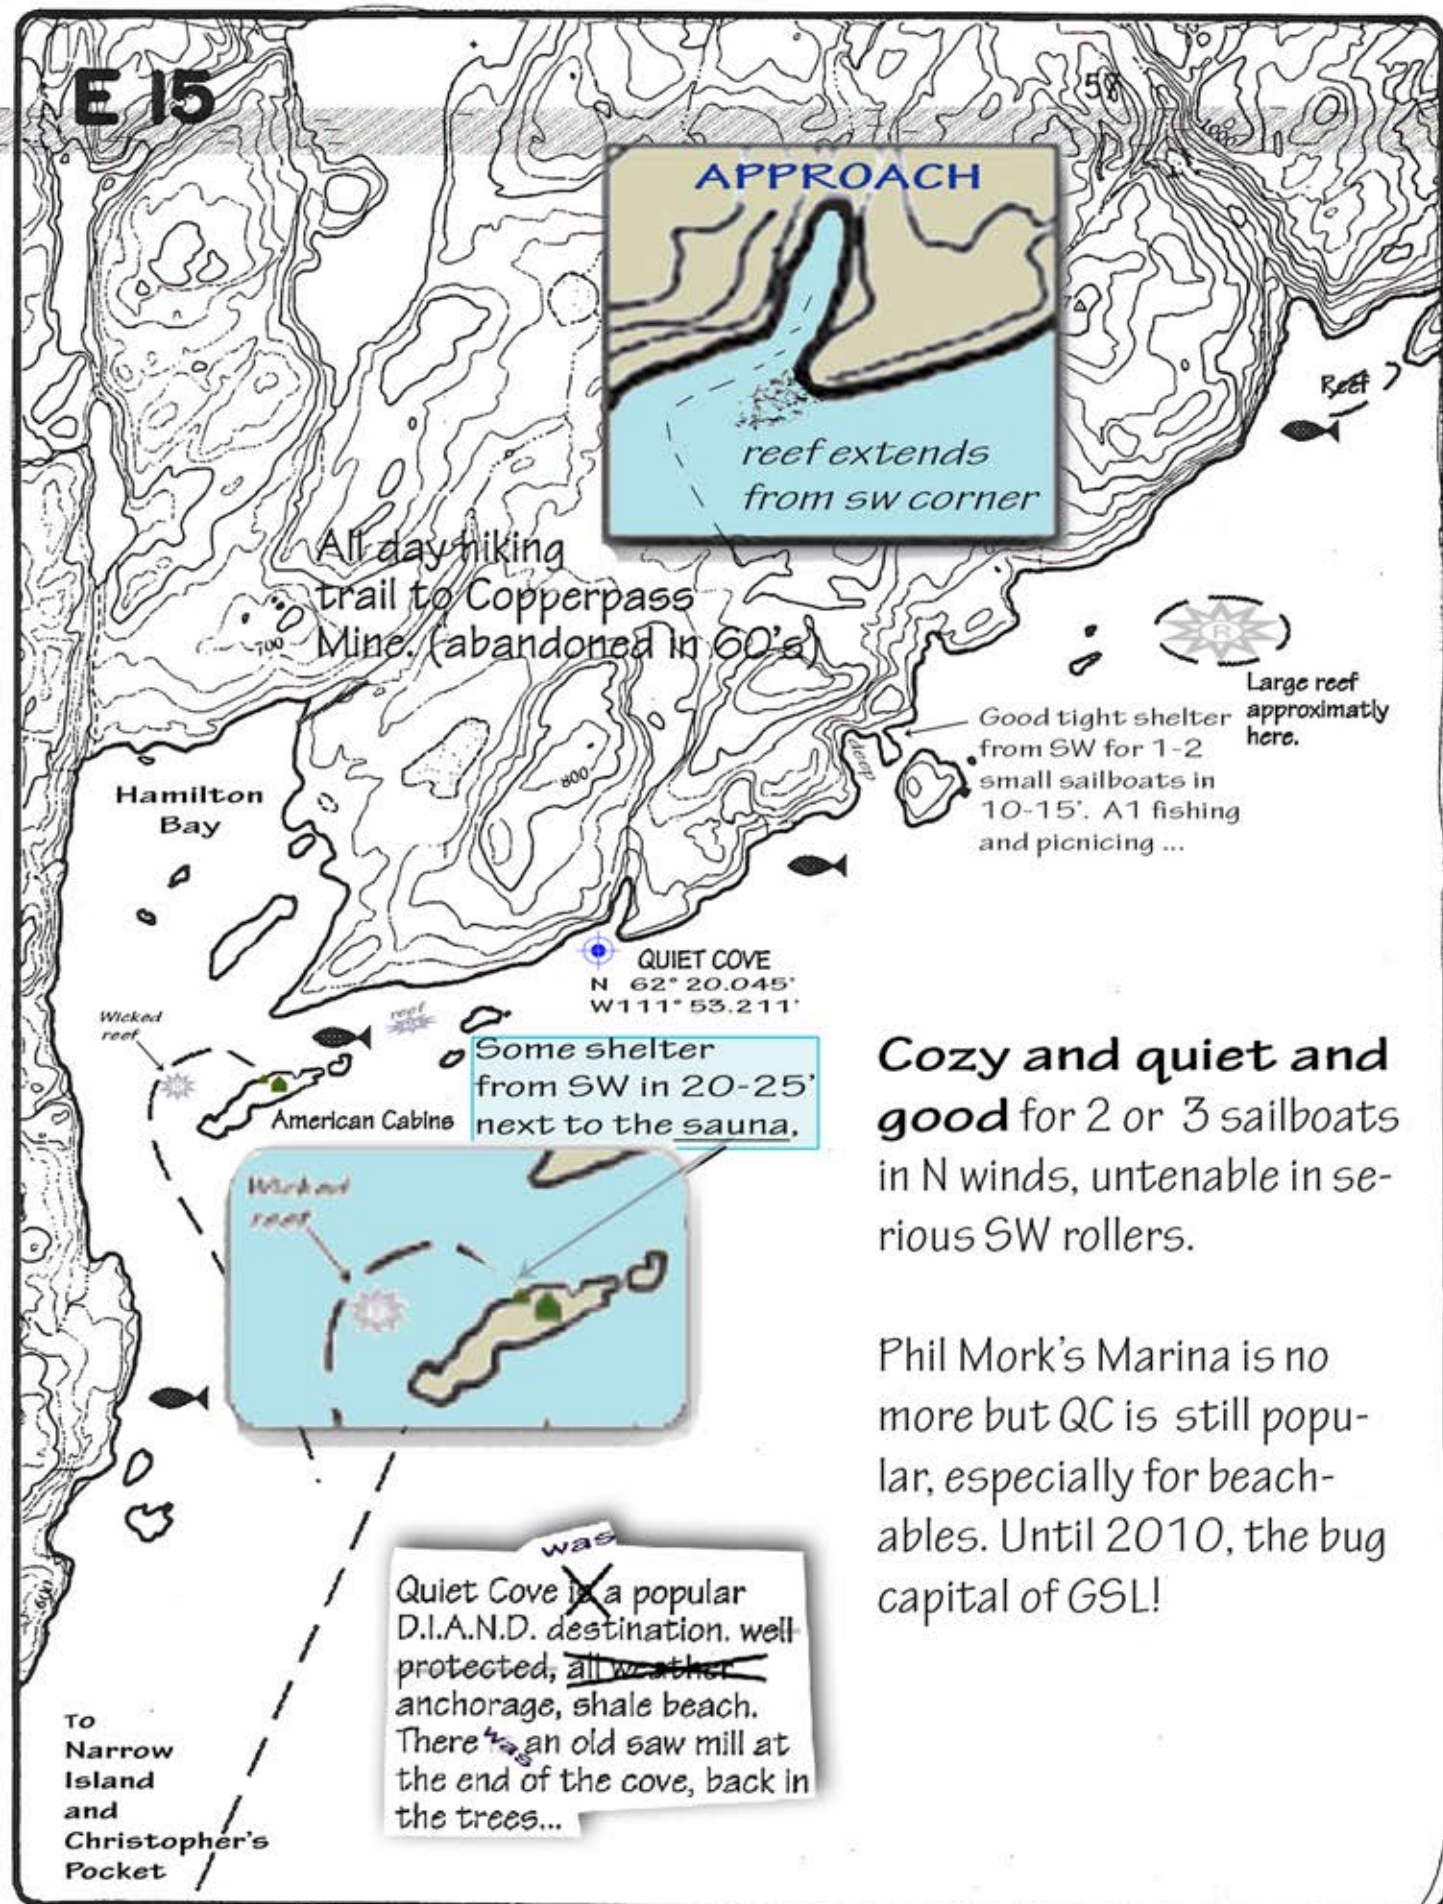 E 15
58
APPROACH
reef extends
from SW corner
Reef
All day hiking
trail to Copperpass
Mine. (abandoned in 60's)
700
Large reef
approximatly
here.
R
Good tight shelter
from SW for 1-2
small sailboats in
10-15'. A1 fishing
and picnicing ...
deep
Hamilton
Bay
800
QUIET COVE
N 62° 20.045'
W111° 53.211'
reef
Wicked
reef
American Cabins
Some shelter
from SW in 20-25'
next to the sauna,
Wicked
reef
Cozy and quiet and
good for 2 or 3 sailboats
in N winds, untenable in se-
rious SW rollers.
Phil Mork's Marina is no
more but QC is still popu-
lar, especially for beach-
ables. Until 2010, the bug
capital of GSL!
was
Quiet Cove is a popular
D.I.A.N.D. destination. well
protected, all weather
anchorage, shale beach.
There was an old saw mill at
the end of the cove, back in
the trees...
To
Narrow
Island
and
Christopher's
Pocket